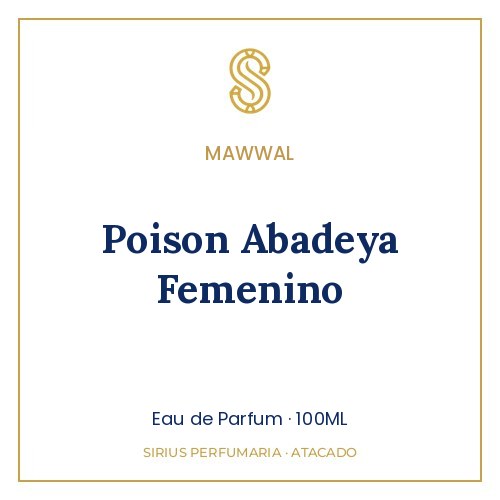 MAWWAL
Poison Abadeya
Femenino
Eau de Parfum · 100ML
SIRIUS PERFUMARIA · ATACADO